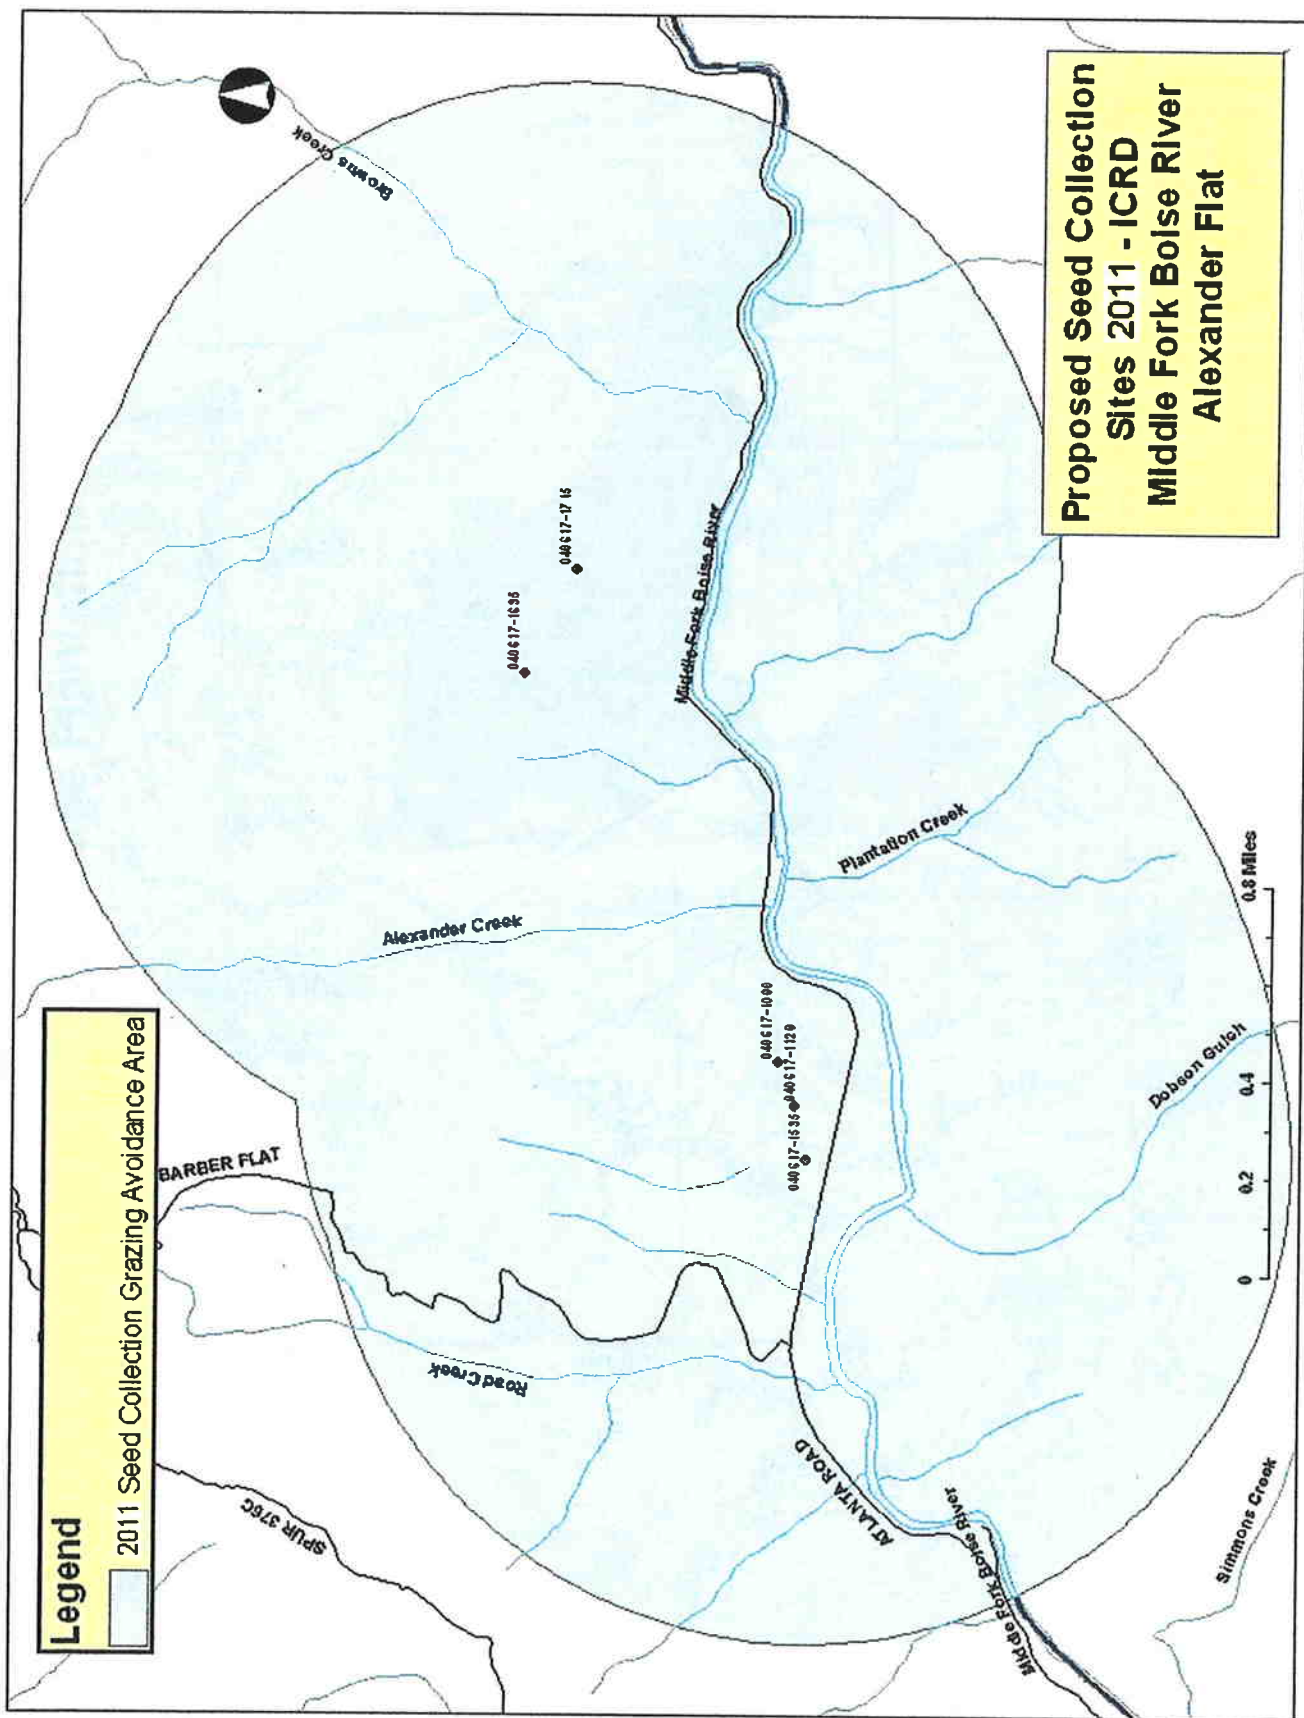 Legend
2011 Seed Collection Grazing Avoidance Area
SPUR 376C
BARBER FLAT
Road Creek
Alexander Creek
Browns Creek
040617-1635
040617-1715
040617-1000
040617-1120
040617-1535
Middle Fork Boise River
ATLANTA ROAD
Middle Fork Boise River
Plantation Creek
Dobson Gulch
Simmons Creek
0 0.2 0.4 0.8 Miles
Proposed Seed Collection
Sites 2011 - ICRD
Middle Fork Boise River
Alexander Flat